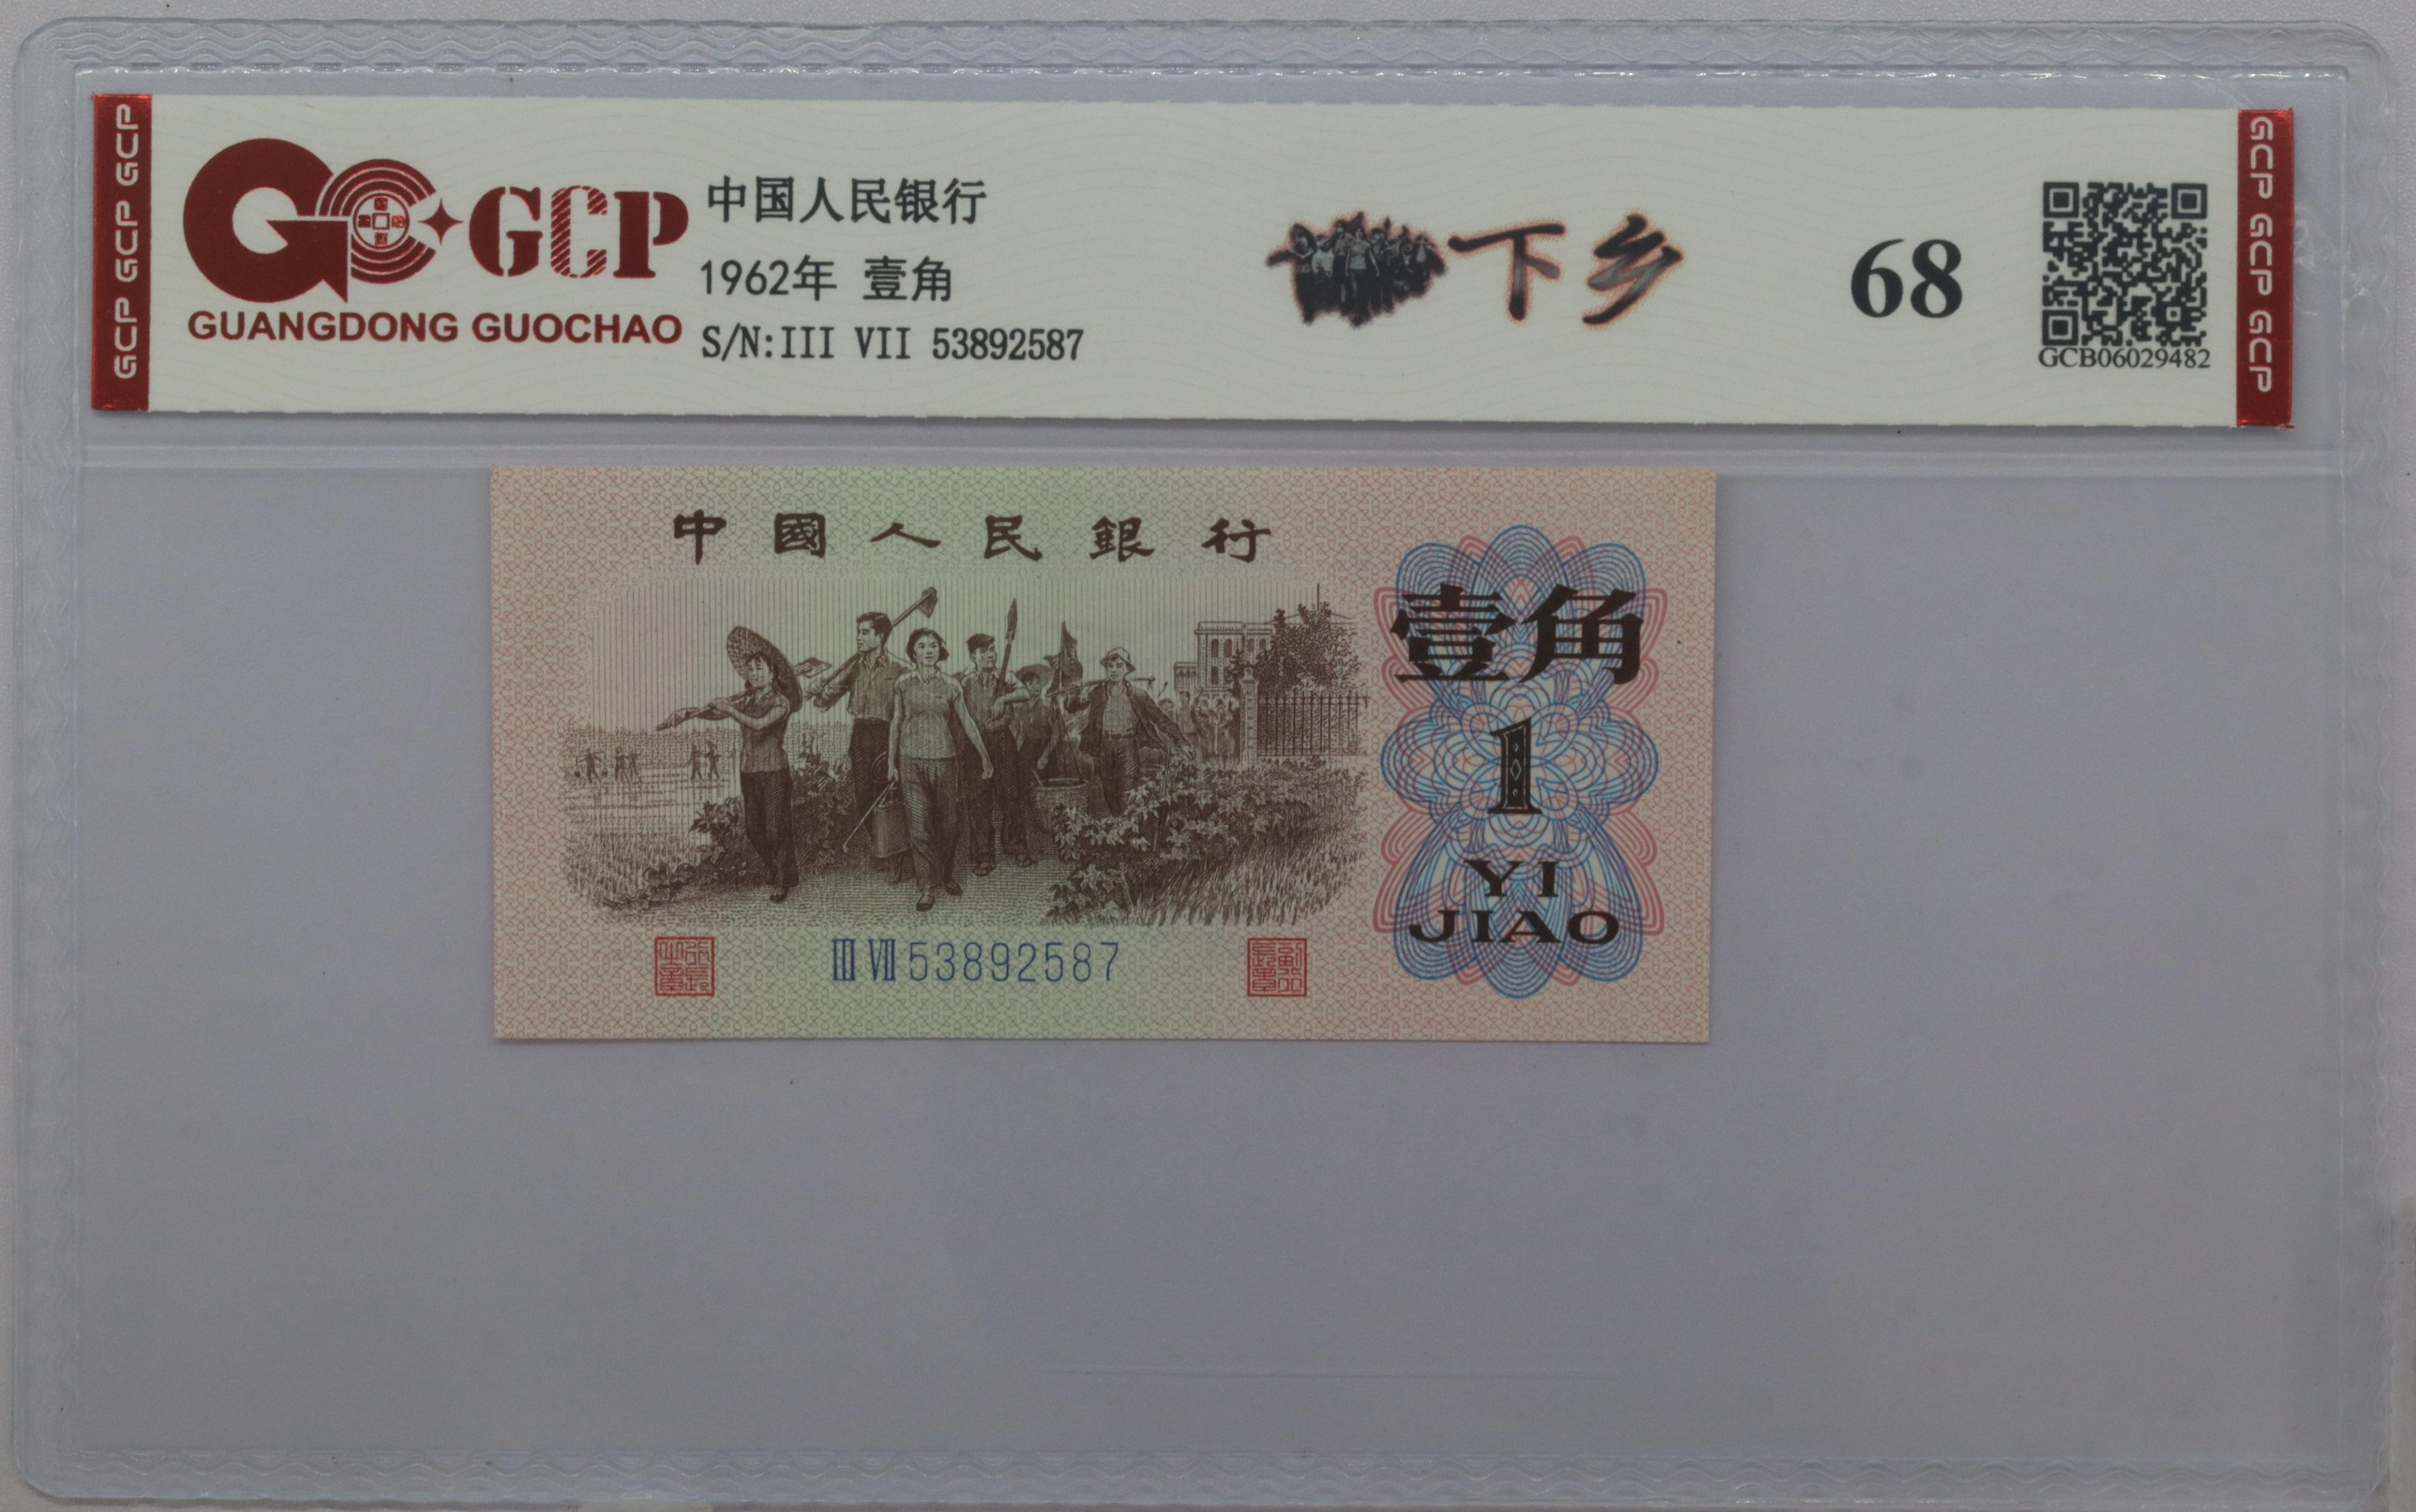 GCP GCP GCP
GCP
GUANGDONG GUOCHAO
中国人民银行
1962年 壹角
S/N:III VII 53892587
下乡
68
GCB06029482
GCP GCP GCP
中國人民銀行
壹角
1
YI
JIAO
III VII 53892587